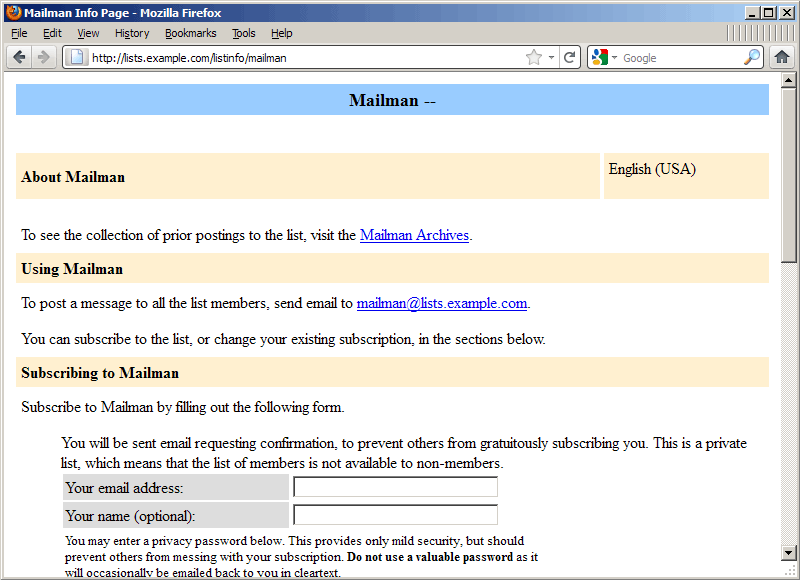 Mailman Info Page - Mozilla Firefox
File Edit View History Bookmarks Tools Help
http://lists.example.com/listinfo/mailman Google
Mailman --
About Mailman English (USA)
To see the collection of prior postings to the list, visit the Mailman Archives.
Using Mailman
To post a message to all the list members, send email to mailman@lists.example.com.
You can subscribe to the list, or change your existing subscription, in the sections below.
Subscribing to Mailman
Subscribe to Mailman by filling out the following form.
You will be sent email requesting confirmation, to prevent others from gratuitously subscribing you. This is a private
list, which means that the list of members is not available to non-members.
Your email address:
Your name (optional):
You may enter a privacy password below. This provides only mild security, but should
prevent others from messing with your subscription. Do not use a valuable password as it
will occasionally be emailed back to you in cleartext.